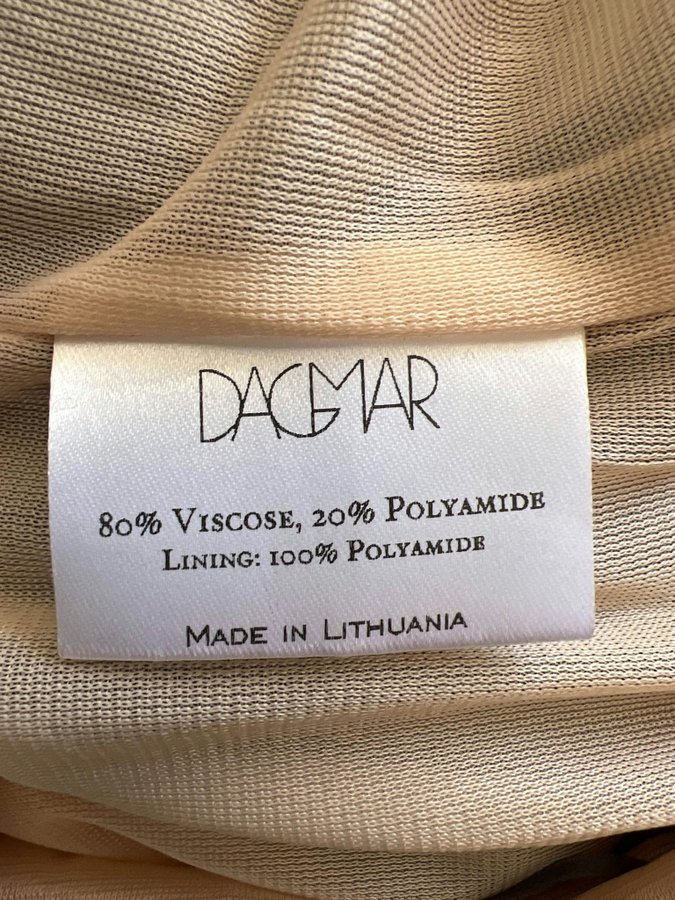 DAGMAR
80% VISCOSE, 20% POLYAMIDE
LINING: 100% POLYAMIDE
MADE IN LITHUANIA